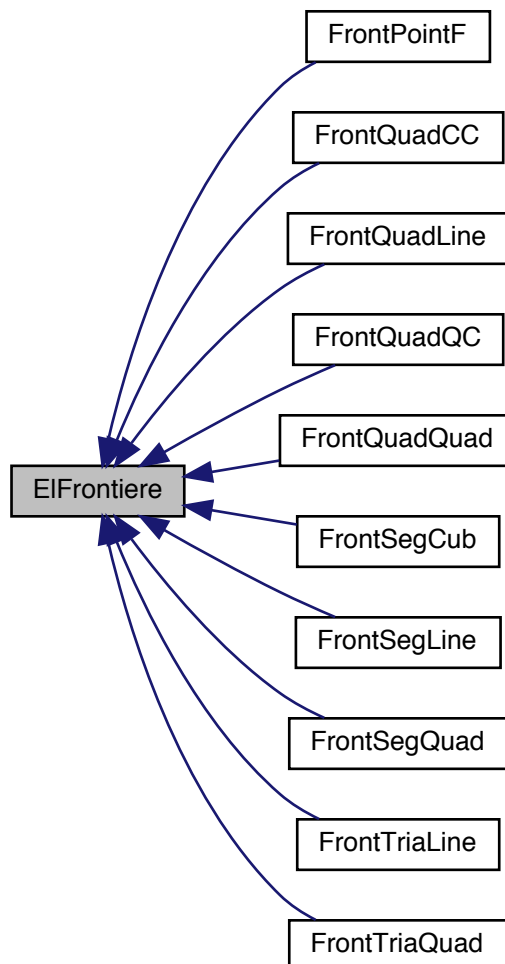 FrontPointF
FrontQuadCC
FrontQuadLine
FrontQuadQC
FrontQuadQuad
ElFrontiere
FrontSegCub
FrontSegLine
FrontSegQuad
FrontTriaLine
FrontTriaQuad